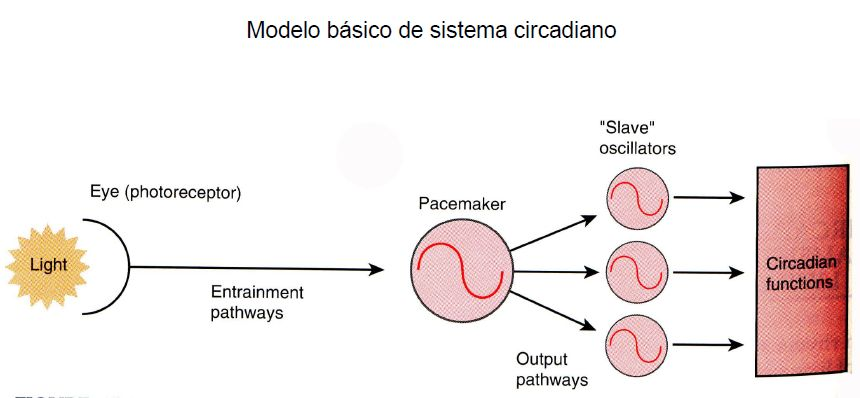 Modelo básico de sistema circadiano
"Slave"
oscillators
Eye (photoreceptor)
Pacemaker
Light
Entrainment
pathways
Circadian
functions
Output
pathways